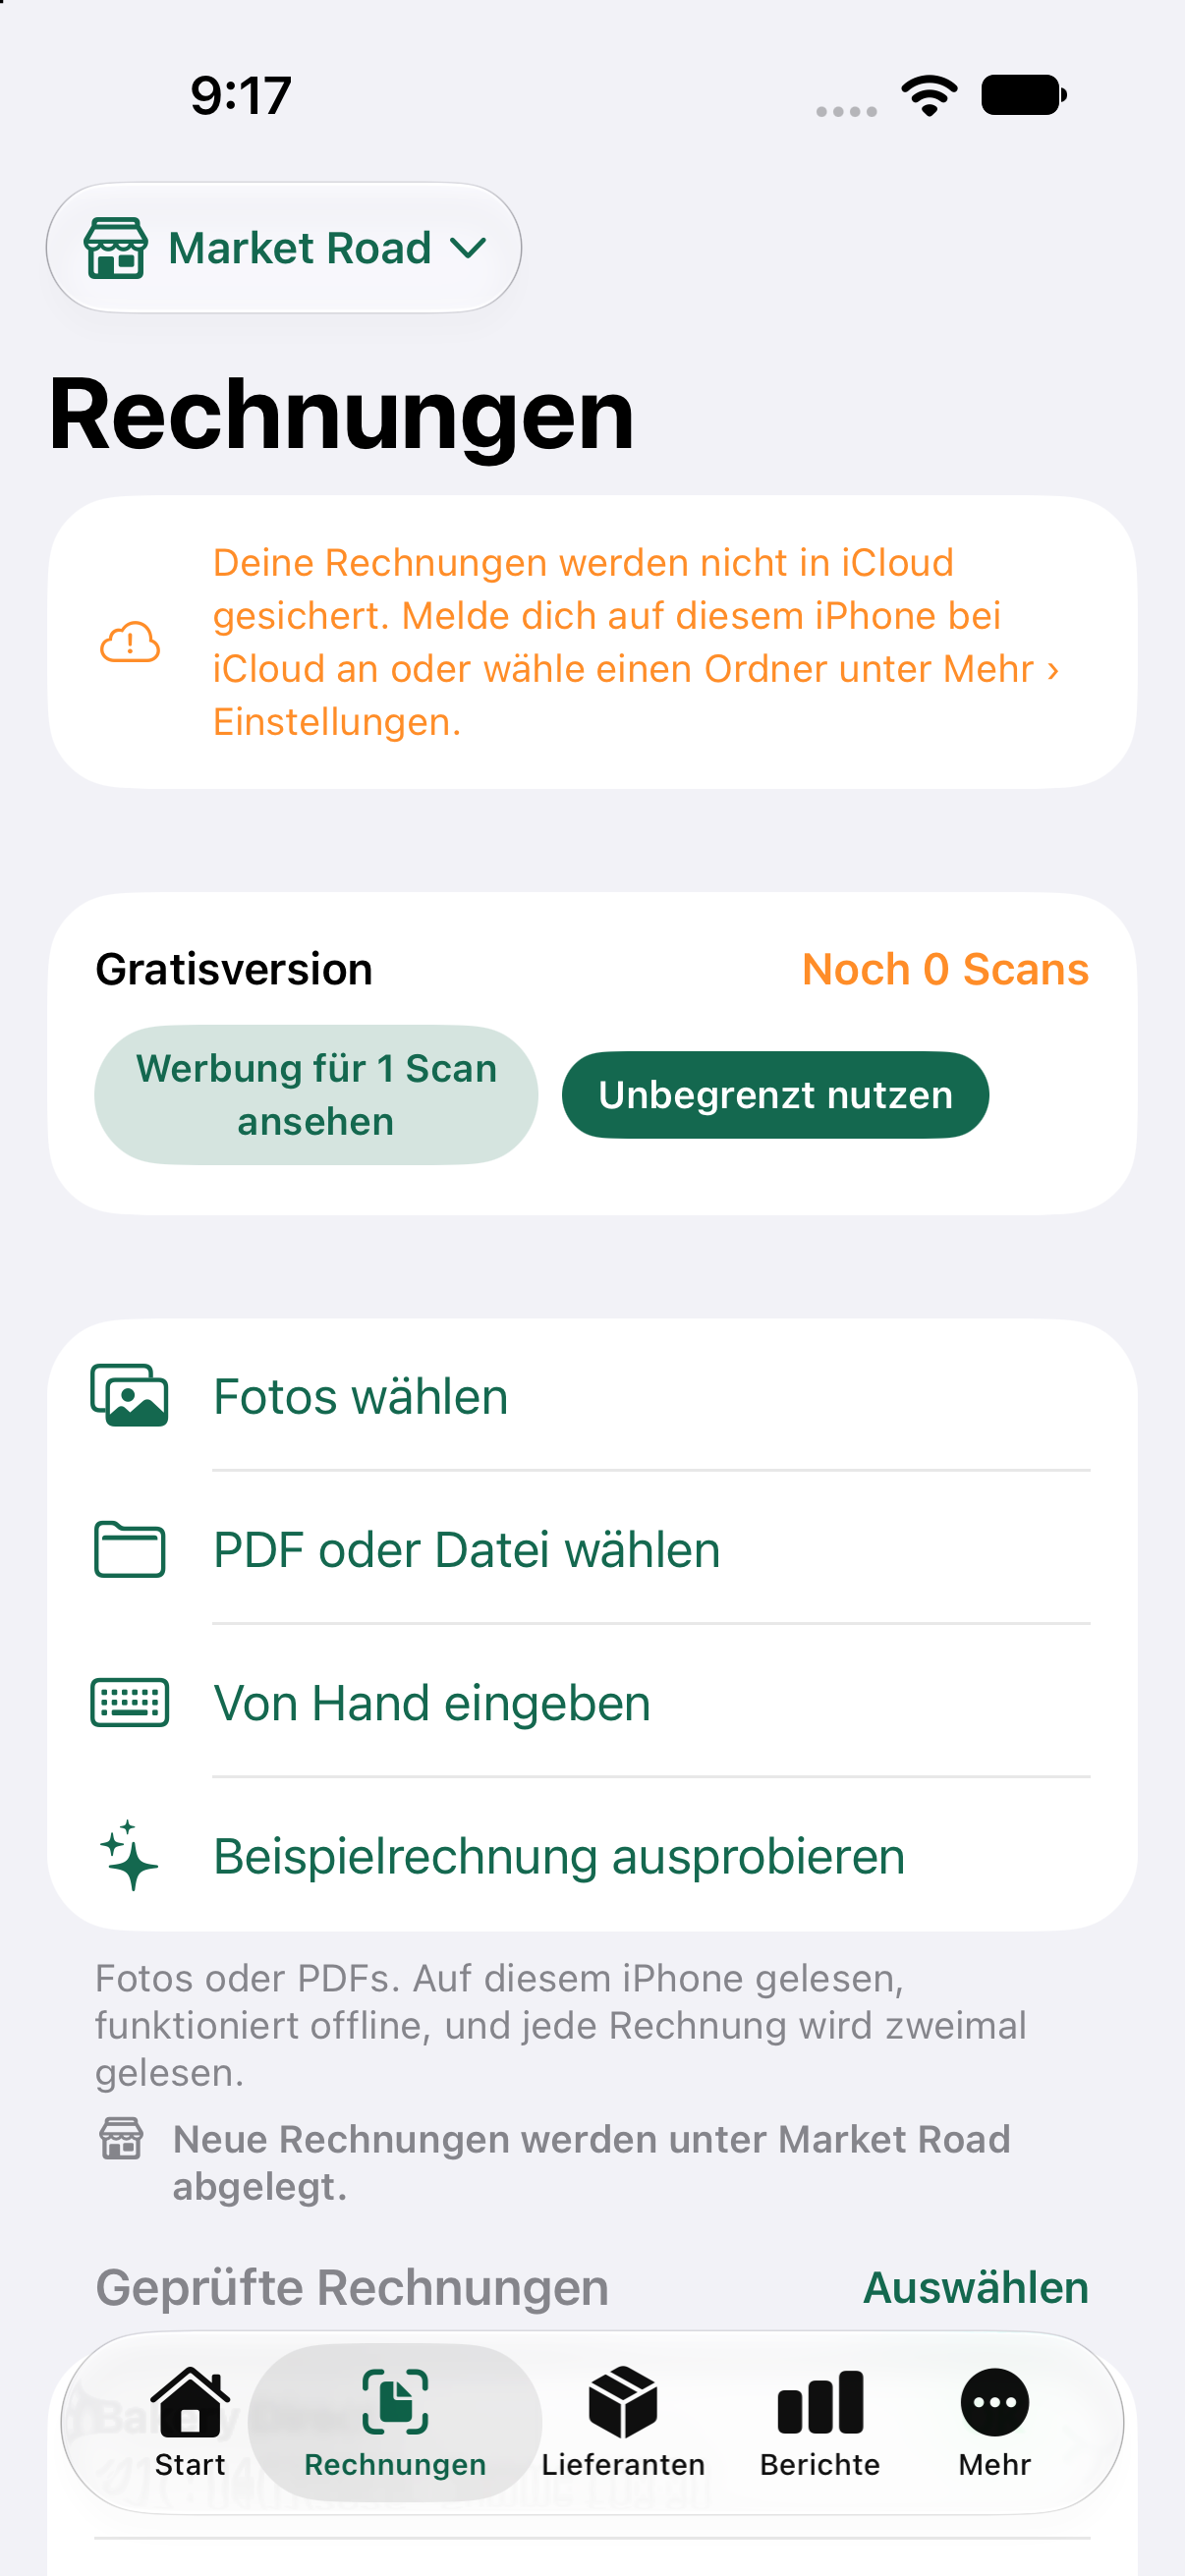 9:17
Market Road
Rechnungen
Deine Rechnungen werden nicht in iCloud
gesichert. Melde dich auf diesem iPhone bei
iCloud an oder wähle einen Ordner unter Mehr ›
Einstellungen.
Gratisversion
Noch 0 Scans
Werbung für 1 Scan
ansehen
Unbegrenzt nutzen
Fotos wählen
PDF oder Datei wählen
Von Hand eingeben
Beispielrechnung ausprobieren
Fotos oder PDFs. Auf diesem iPhone gelesen,
funktioniert offline, und jede Rechnung wird zweimal
gelesen.
Neue Rechnungen werden unter Market Road
abgelegt.
Geprüfte Rechnungen
Auswählen
Start
Rechnungen
Lieferanten
Berichte
Mehr